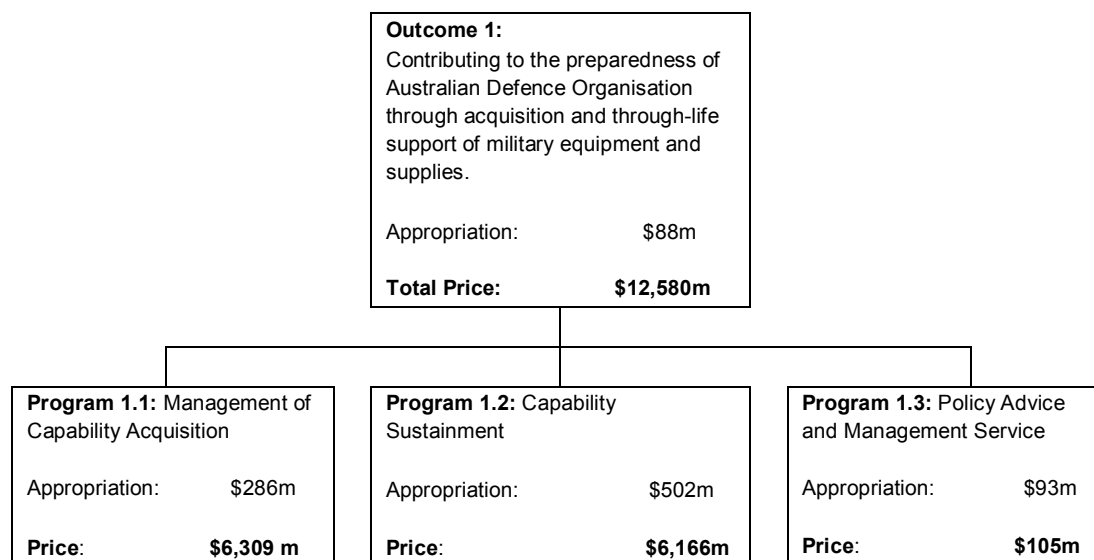 Outcome 1:
Contributing to the preparedness of
Australian Defence Organisation
through acquisition and through-life
support of military equipment and
supplies.
Appropriation: $88m
Total Price: $12,580m
Program 1.1: Management of
Capability Acquisition
Appropriation: $286m
Price: $6,309 m
Program 1.2: Capability
Sustainment
Appropriation: $502m
Price: $6,166m
Program 1.3: Policy Advice
and Management Service
Appropriation: $93m
Price: $105m